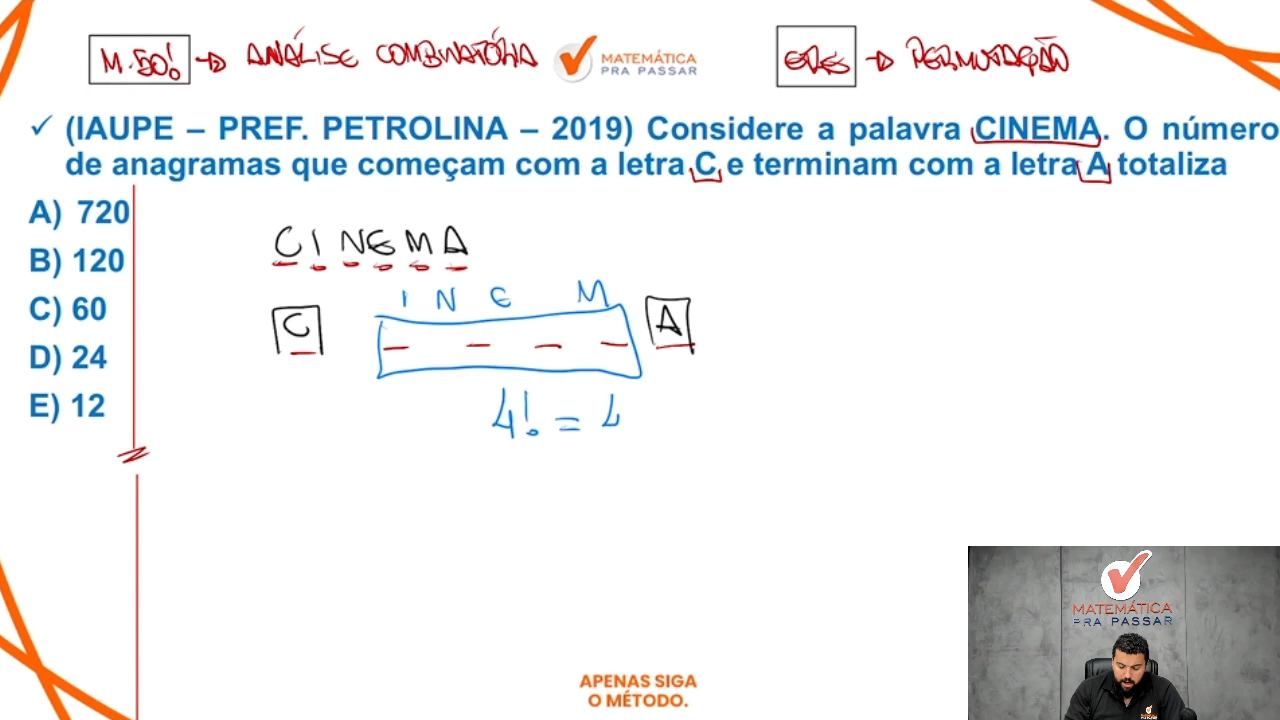 M.50! → ANÁLISE COMBINATÓRIA MATEMÁTICA PRA PASSAR → PERMUTAÇÃO
✓ (IAUPE – PREF. PETROLINA – 2019) Considere a palavra CINEMA. O número
de anagramas que começam com a letra C e terminam com a letra A totaliza
A) 720
B) 120
C) 60
D) 24
E) 12
CINEMA
I N E M
C A
4! = 4
MATEMÁTICA
PRA PASSAR
APENAS SIGA
O MÉTODO.